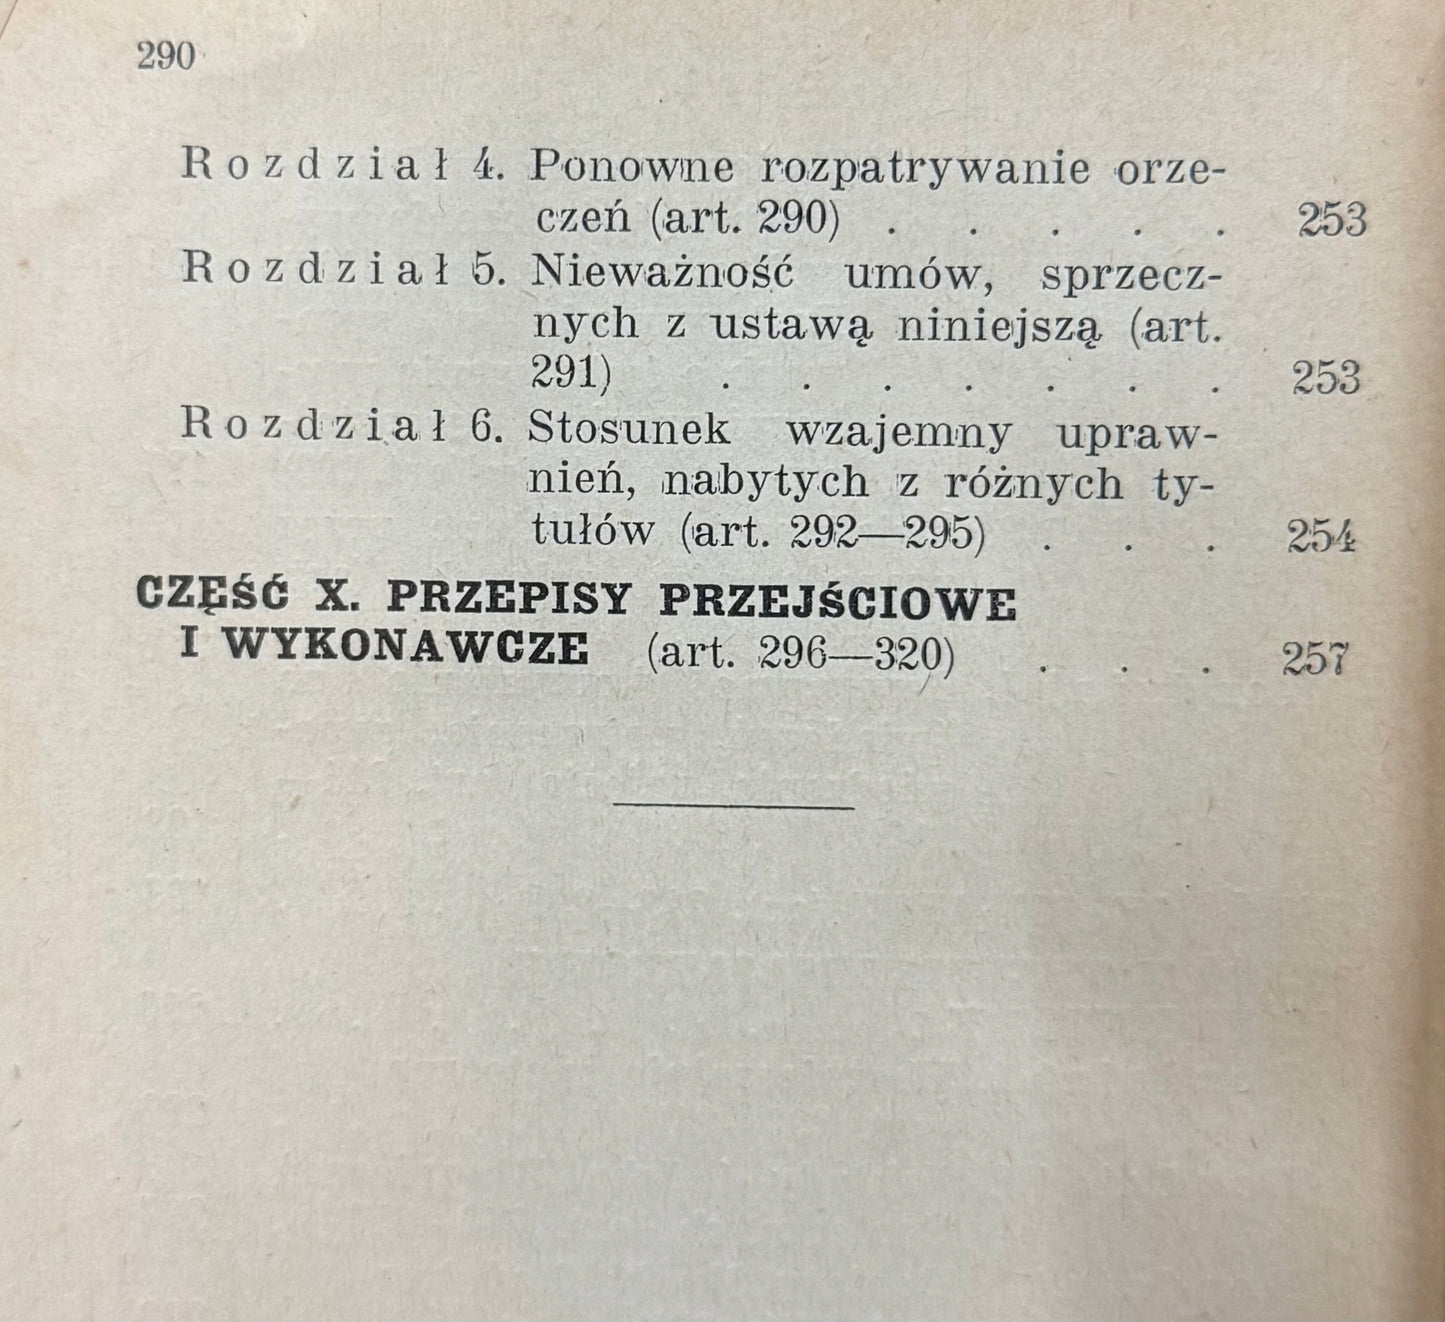 290
Rozdział 4. Ponowne rozpatrywanie orze-
czeń (art. 290) . . . . . 253
Rozdział 5. Nieważność umów, sprzecz-
nych z ustawą niniejszą (art.
291) . . . . . . . 253
Rozdział 6. Stosunek wzajemny upraw-
nień, nabytych z różnych ty-
tułów (art. 292—295) . . . 254
CZĘŚĆ X. PRZEPISY PRZEJŚCIOWE
I WYKONAWCZE (art. 296—320) . . . 257